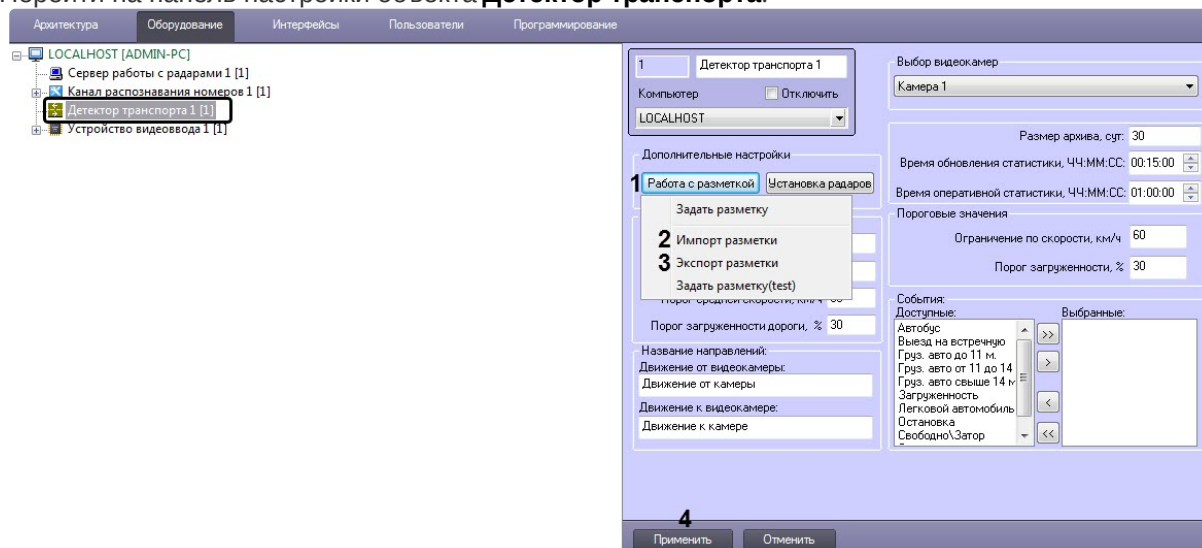 Перейти на панель настройки объекта Детектор транспорта.
Архитектура Оборудование Интерфейсы Пользователи Программирование
LOCALHOST [ADMIN-PC]
Сервер работы с радарами 1 [1]
Канал распознавания номеров 1 [1]
Детектор транспорта 1 [1]
Устройство видеоввода 1 [1]
1 Детектор транспорта 1
Компьютер Отключить
LOCALHOST
Дополнительные настройки
1 Работа с разметкой Установка радаров
Задать разметку
2 Импорт разметки
3 Экспорт разметки
Задать разметку(test)
Порог средней скорости, км/ч
Порог загруженности дороги, % 30
Название направлений:
Движение от видеокамеры:
Движение от камеры
Движение к видеокамере:
Движение к камере
Выбор видеокамер
Камера 1
Размер архива, сут: 30
Время обновления статистики, ЧЧ:ММ:СС: 00:15:00
Время оперативной статистики, ЧЧ:ММ:СС: 01:00:00
Пороговые значения
Ограничение по скорости, км/ч 60
Порог загруженности, % 30
События:
Доступные: Выбранные:
Автобус
Выезд на встречную
Груз. авто до 11 м.
Груз. авто от 11 до 14
Груз. авто свыше 14 м
Загруженность
Легковой автомобиль
Остановка
Свободно\Затор
>>
>
<
<<
4
Применить Отменить